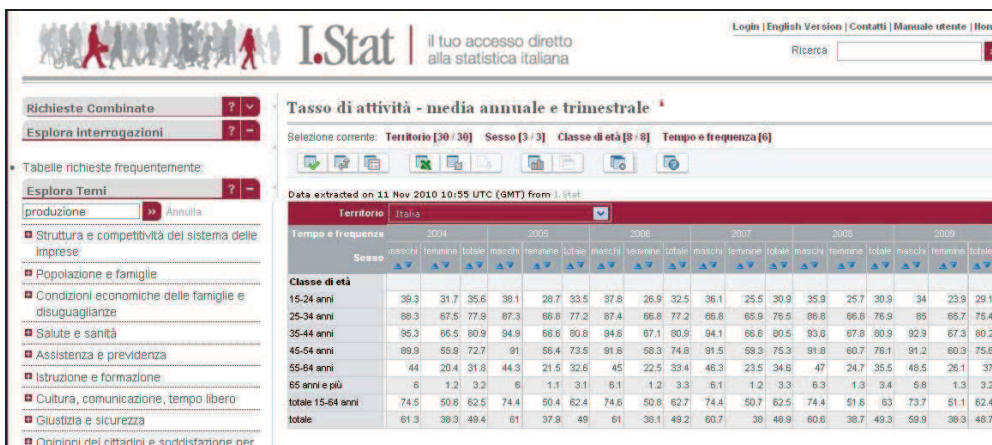 Login | English Version | Contatti | Manuale utente | Hom
I.Stat
il tuo accesso diretto
alla statistica italiana
Ricerca
Richieste Combinate ?
Esplora interrogazioni ? -
Tabelle richieste frequentemente:
Esplora Temi ? -
produzione » Annulla
Struttura e competitività del sistema delle
imprese
Popolazione e famiglie
Condizioni economiche delle famiglie e
disuguaglianze
Salute e sanità
Assistenza e previdenza
Istruzione e formazione
Cultura, comunicazione, tempo libero
Giustizia e sicurezza
Opinioni dei cittadini e soddisfazione per
Tasso di attività - media annuale e trimestrale
Selezione corrente: Territorio [30 / 30] Sesso [3 / 3] Classe di età [8 / 8] Tempo e frequenza [6]
Data extracted on 11 Nov 2010 10:55 UTC (GMT) from I.Stat
Territorio Italia
Tempo e frequenza 2004 2005 2006 2007 2008 2009
Sesso maschi femmine totale maschi femmine totale maschi femmine totale maschi femmine totale maschi femmine totale maschi femmine totale
Classe di età
15-24 anni 39.3 31.7 35.6 38.1 28.7 33.5 37.8 26.9 32.5 36.1 25.5 30.9 35.9 25.7 30.9 34 23.9 29.1
25-34 anni 88.3 67.5 77.9 87.3 66.8 77.2 87.4 66.8 77.2 86.8 65.9 76.5 86.8 66.8 76.9 85 65.7 75.4
35-44 anni 95.3 66.5 80.9 94.9 66.6 80.8 94.6 67.1 80.9 94.1 66.6 80.5 93.8 67.8 80.9 92.9 67.3 80.2
45-54 anni 89.9 55.9 72.7 91 56.4 73.5 91.6 58.3 74.8 91.5 59.3 75.3 91.8 60.7 76.1 91.2 60.3 75.6
55-64 anni 44 20.4 31.8 44.3 21.5 32.6 45 22.5 33.4 46.3 23.5 34.6 47 24.7 35.5 48.5 26.1 37
65 anni e più 6 1.2 3.2 6 1.1 3.1 6.1 1.2 3.3 6.1 1.2 3.3 6.3 1.3 3.4 5.8 1.3 3.2
totale 15-64 anni 74.5 50.6 62.5 74.4 50.4 62.4 74.6 50.8 62.7 74.4 50.7 62.5 74.4 51.6 63 73.7 51.1 62.4
totale 61.3 38.3 49.4 61 37.9 49 61 38.1 49.2 60.7 38 48.9 60.6 38.7 49.3 59.9 38.3 48.7